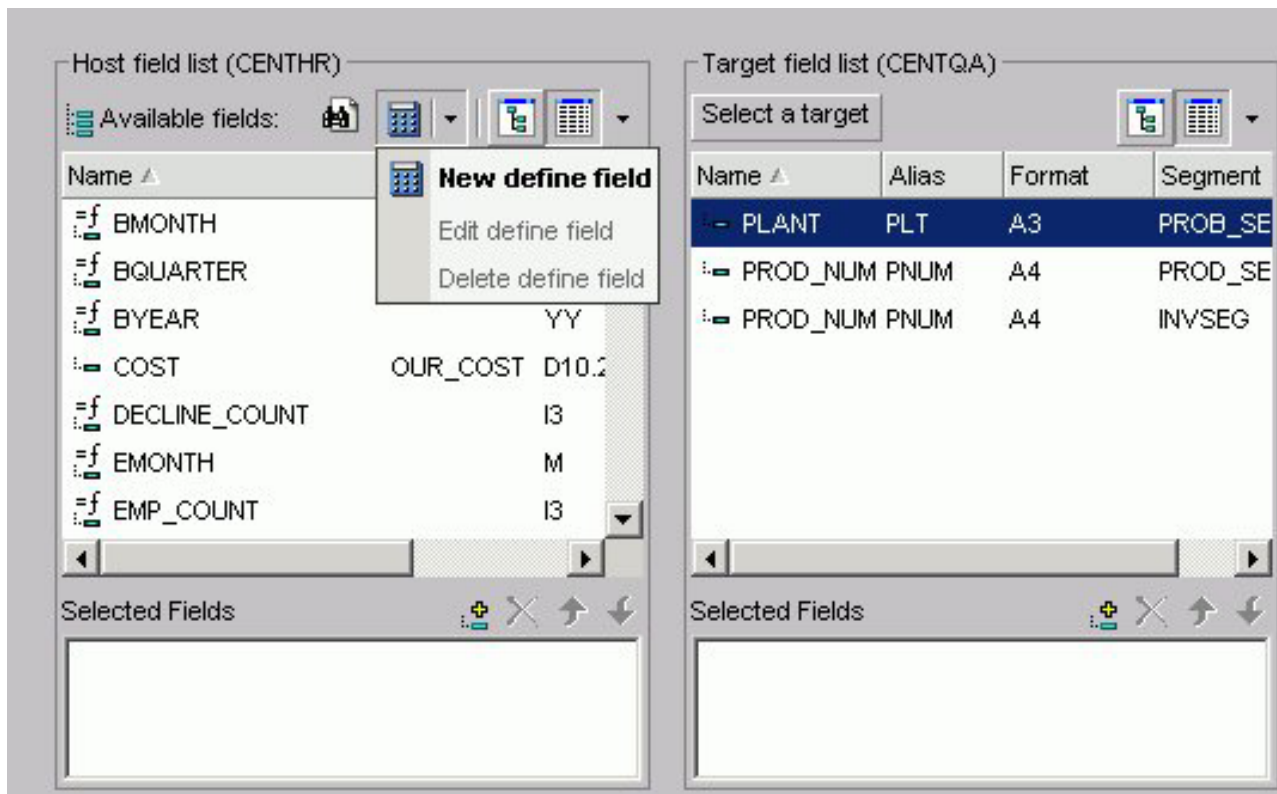 Host field list (CENTHR)
Available fields:
Name
New define field
Edit define field
Delete define field
BMONTH
BQUARTER
BYEAR YY
COST OUR_COST D10.2
DECLINE_COUNT I3
EMONTH M
EMP_COUNT I3
Selected Fields
Target field list (CENTQA)
Select a target
Name Alias Format Segment
PLANT PLT A3 PROB_SE
PROD_NUM PNUM A4 PROD_SE
PROD_NUM PNUM A4 INVSEG
Selected Fields